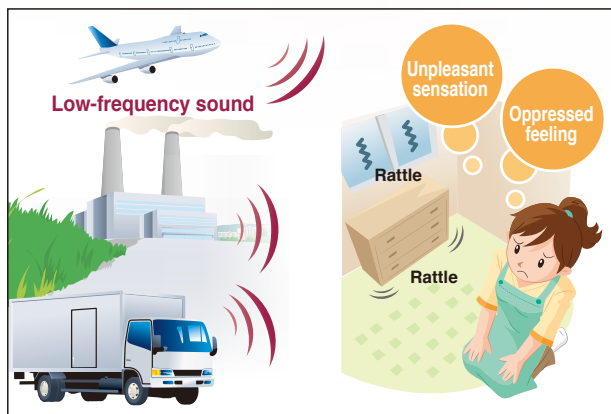 Low-frequency sound
Unpleasant
sensation
Oppressed
feeling
Rattle
Rattle